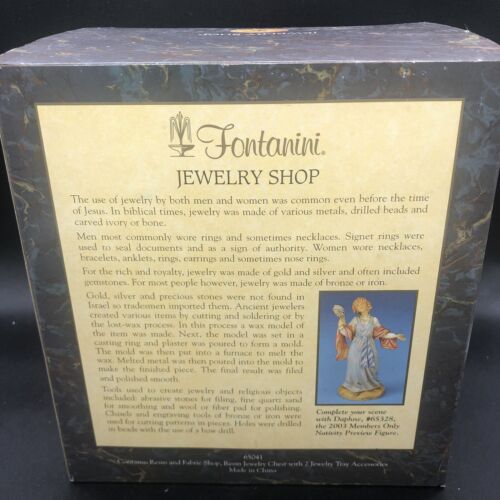 Fontanini®
JEWELRY SHOP
The use of jewelry by both men and women was common even before the time
of Jesus. In biblical times, jewelry was made of various metals, drilled beads and
carved ivory or bone.
Men most commonly wore rings and sometimes necklaces. Signet rings were
used to seal documents and as a sign of authority. Women wore necklaces,
bracelets, anklets, rings, earrings and sometimes nose rings.
For the rich and royalty, jewelry was made of gold and silver and often included
gemstones. For most people however, jewelry was made of bronze or iron.
Gold, silver and precious stones were not found in
Israel so tradesmen imported them. Ancient jewelers
created various items by cutting and soldering or by
the lost-wax process. In this process a wax model of
the item was made. Next, the model was set in a
casting ring and plaster was poured to form a mold.
The mold was then put into a furnace to melt the
wax. Melted metal was then poured into the mold to
make the finished piece. The final result was filed
and polished smooth.
Tools used to create jewelry and religious objects
included: abrasive stones for filing, fine quartz sand
for smoothing and wool or fiber pad for polishing.
Chisels and engraving tools of bronze or iron were
used for cutting patterns in pieces. Holes were drilled
in beads with the use of a bow drill.
Complete your scene
with Daphne, #65328,
the 2003 Members Only
Nativity Preview Figure.
65041
Contains Resin and Fabric Shop, Resin Jewelry Chest with 2 Jewelry Tray Accessories
Made in China